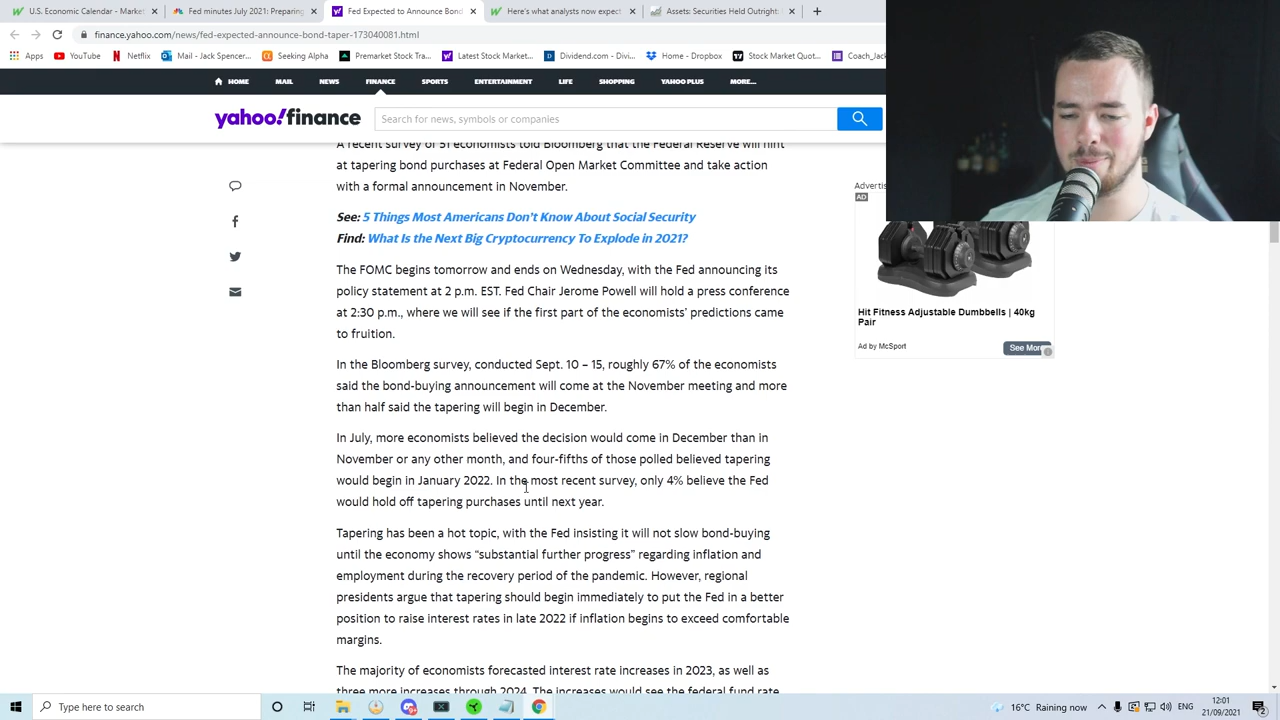 U.S. Economic Calendar - Market
Fed minutes July 2021: Preparing
Fed Expected to Announce Bond
Here's what analysts now expect
Assets: Securities Held Outright:
finance.yahoo.com/news/fed-expected-announce-bond-taper-173040081.html
Apps
YouTube
Netflix
Mail - Jack Spencer...
Seeking Alpha
Premarket Stock Tra...
Latest Stock Market...
Dividend.com - Divi...
Home - Dropbox
Stock Market Quot...
Coach_Jack
HOME
MAIL
NEWS
FINANCE
SPORTS
ENTERTAINMENT
LIFE
SHOPPING
YAHOO PLUS
MORE...
yahoo!finance
Search for news, symbols or companies
A recent survey of 51 economists told Bloomberg that the Federal Reserve will hint
at tapering bond purchases at Federal Open Market Committee and take action
with a formal announcement in November.
See: 5 Things Most Americans Don't Know About Social Security
Find: What Is the Next Big Cryptocurrency To Explode in 2021?
The FOMC begins tomorrow and ends on Wednesday, with the Fed announcing its
policy statement at 2 p.m. EST. Fed Chair Jerome Powell will hold a press conference
at 2:30 p.m., where we will see if the first part of the economists' predictions came
to fruition.
In the Bloomberg survey, conducted Sept. 10 – 15, roughly 67% of the economists
said the bond-buying announcement will come at the November meeting and more
than half said the tapering will begin in December.
In July, more economists believed the decision would come in December than in
November or any other month, and four-fifths of those polled believed tapering
would begin in January 2022. In the most recent survey, only 4% believe the Fed
would hold off tapering purchases until next year.
Tapering has been a hot topic, with the Fed insisting it will not slow bond-buying
until the economy shows "substantial further progress" regarding inflation and
employment during the recovery period of the pandemic. However, regional
presidents argue that tapering should begin immediately to put the Fed in a better
position to raise interest rates in late 2022 if inflation begins to exceed comfortable
margins.
The majority of economists forecasted interest rate increases in 2023, as well as
three more increases through 2024. The increases would see the federal fund rate
Advertis
AD
Hit Fitness Adjustable Dumbbells | 40kg
Pair
Ad by McSport
See More
Type here to search
16°C Raining now
ENG
12:01
21/09/2021